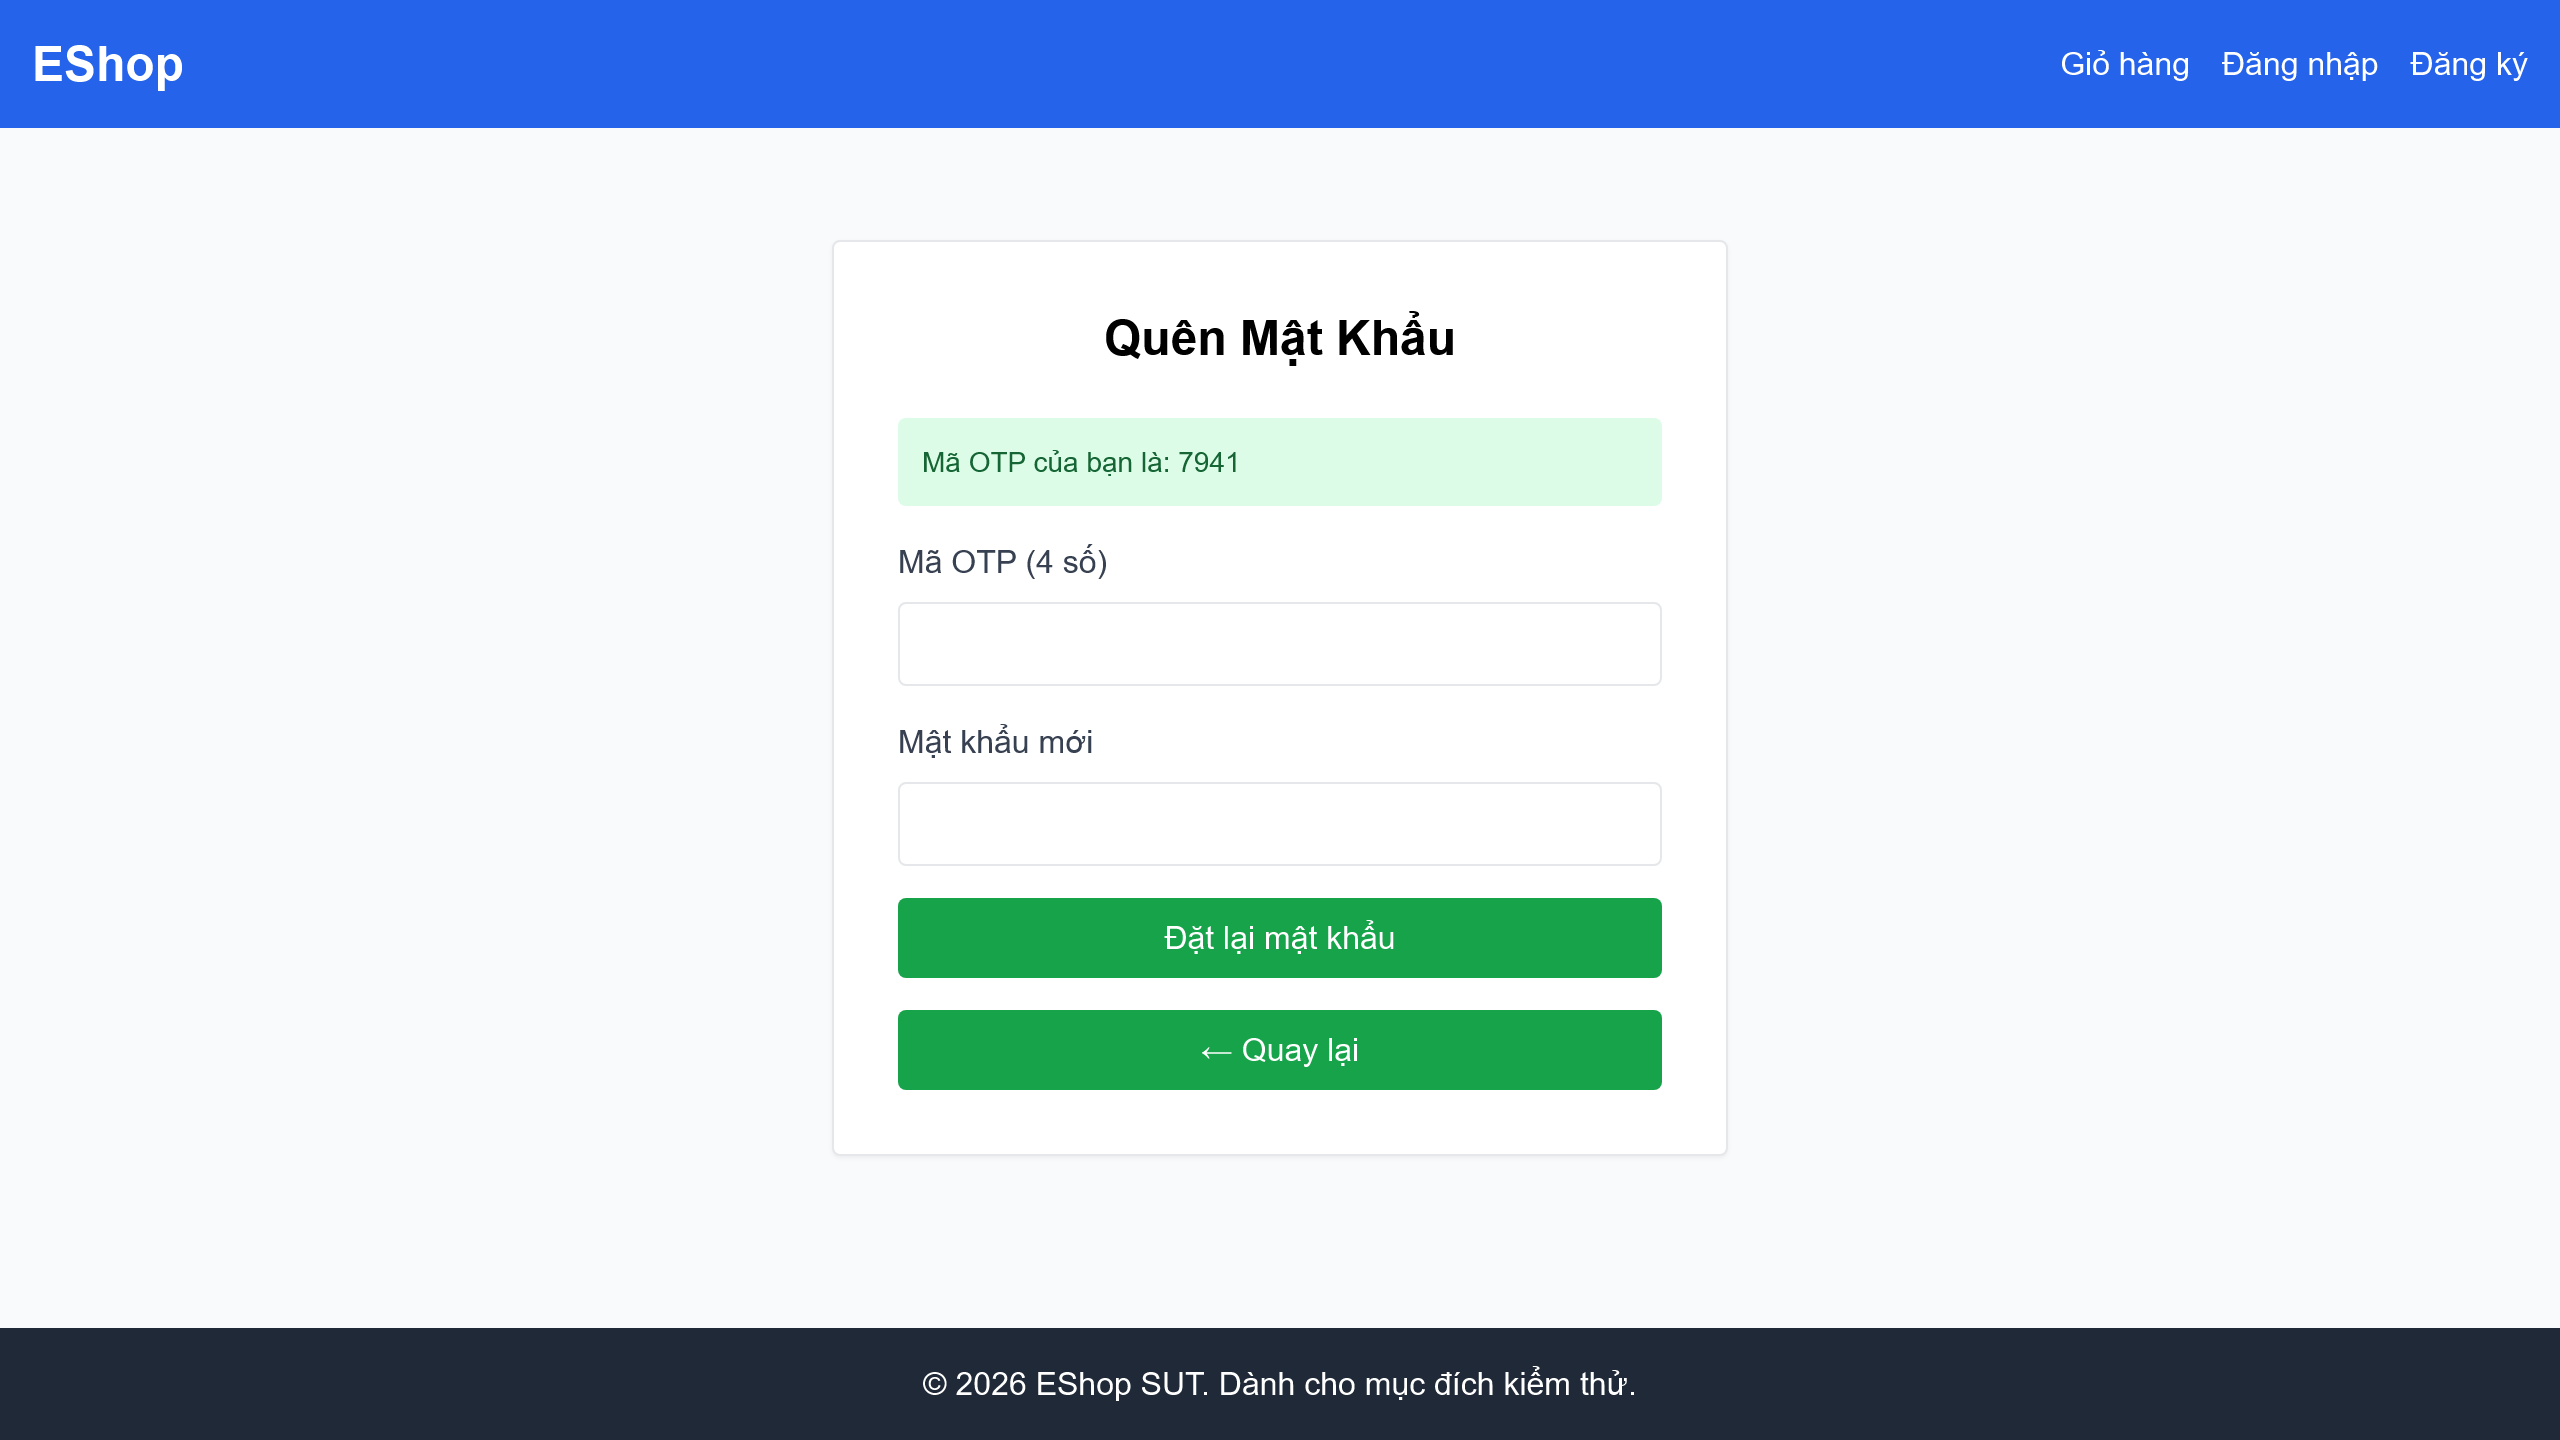 EShop
Giỏ hàng Đăng nhập Đăng ký
Quên Mật Khẩu
Mã OTP của bạn là: 7941
Mã OTP (4 số)
Mật khẩu mới
Đặt lại mật khẩu
← Quay lại
© 2026 EShop SUT. Dành cho mục đích kiểm thử.